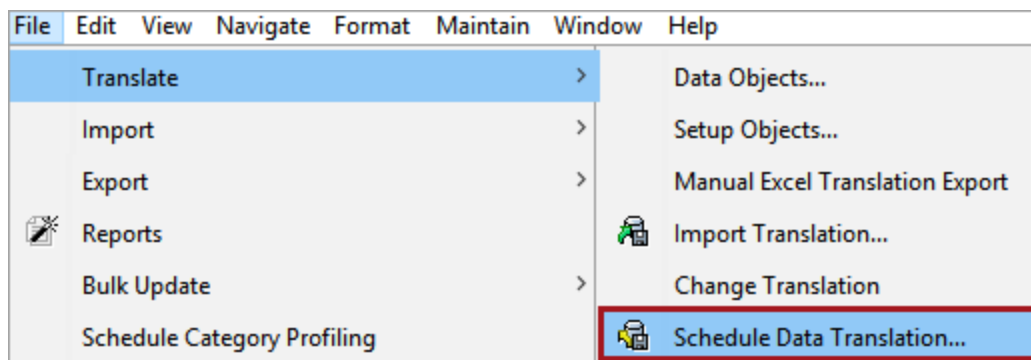 File Edit View Navigate Format Maintain Window Help
Translate
Import
Export
Reports
Bulk Update
Schedule Category Profiling
Data Objects...
Setup Objects...
Manual Excel Translation Export
Import Translation...
Change Translation
Schedule Data Translation...